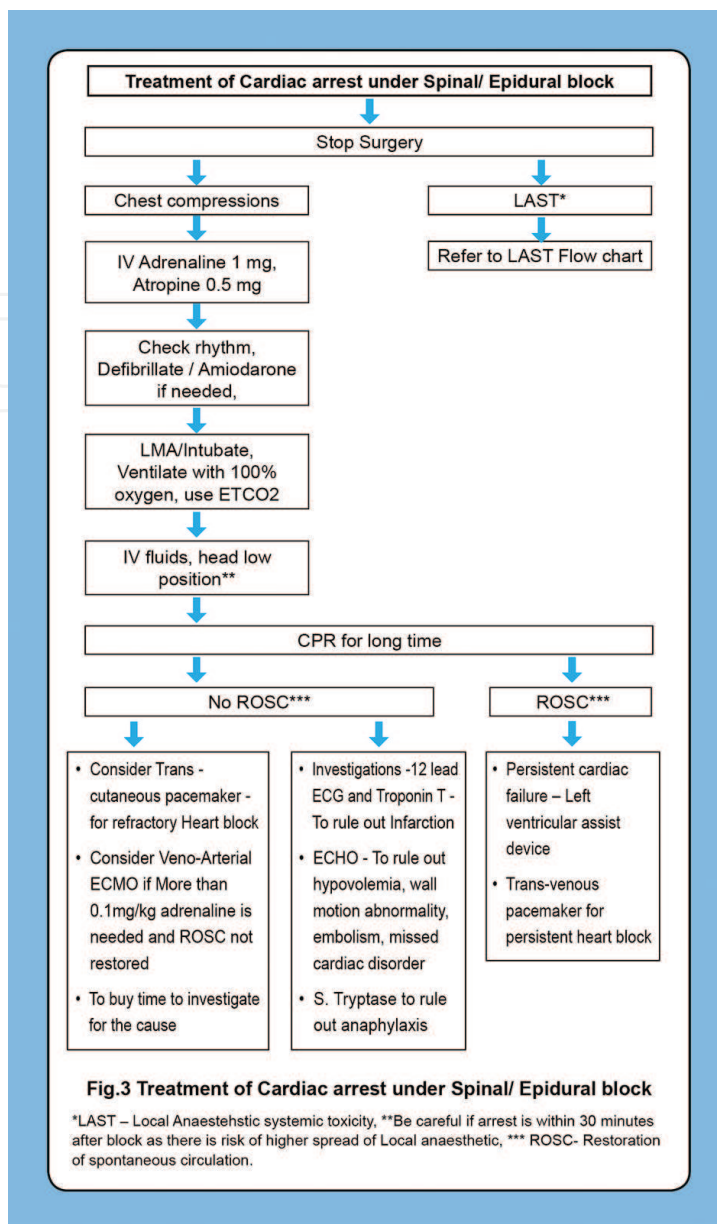 Treatment of Cardiac arrest under Spinal/ Epidural block
Stop Surgery
Chest compressions
LAST*
IV Adrenaline 1 mg,
Atropine 0.5 mg
Refer to LAST Flow chart
Check rhythm,
Defibrillate / Amiodarone
if needed,
LMA/Intubate,
Ventilate with 100%
oxygen, use ETCO2
IV fluids, head low
position**
CPR for long time
No ROSC***
ROSC***
• Consider Trans -
cutaneous pacemaker -
for refractory Heart block
• Consider Veno-Arterial
ECMO if More than
0.1mg/kg adrenaline is
needed and ROSC not
restored
• To buy time to investigate
for the cause
• Investigations -12 lead
ECG and Troponin T -
To rule out Infarction
• ECHO - To rule out
hypovolemia, wall
motion abnormality,
embolism, missed
cardiac disorder
• S. Tryptase to rule
out anaphylaxis
• Persistent cardiac
failure – Left
ventricular assist
device
• Trans-venous
pacemaker for
persistent heart block
Fig.3 Treatment of Cardiac arrest under Spinal/ Epidural block
*LAST – Local Anaestehstic systemic toxicity, **Be careful if arrest is within 30 minutes
after block as there is risk of higher spread of Local anaesthetic, *** ROSC- Restoration
of spontaneous circulation.